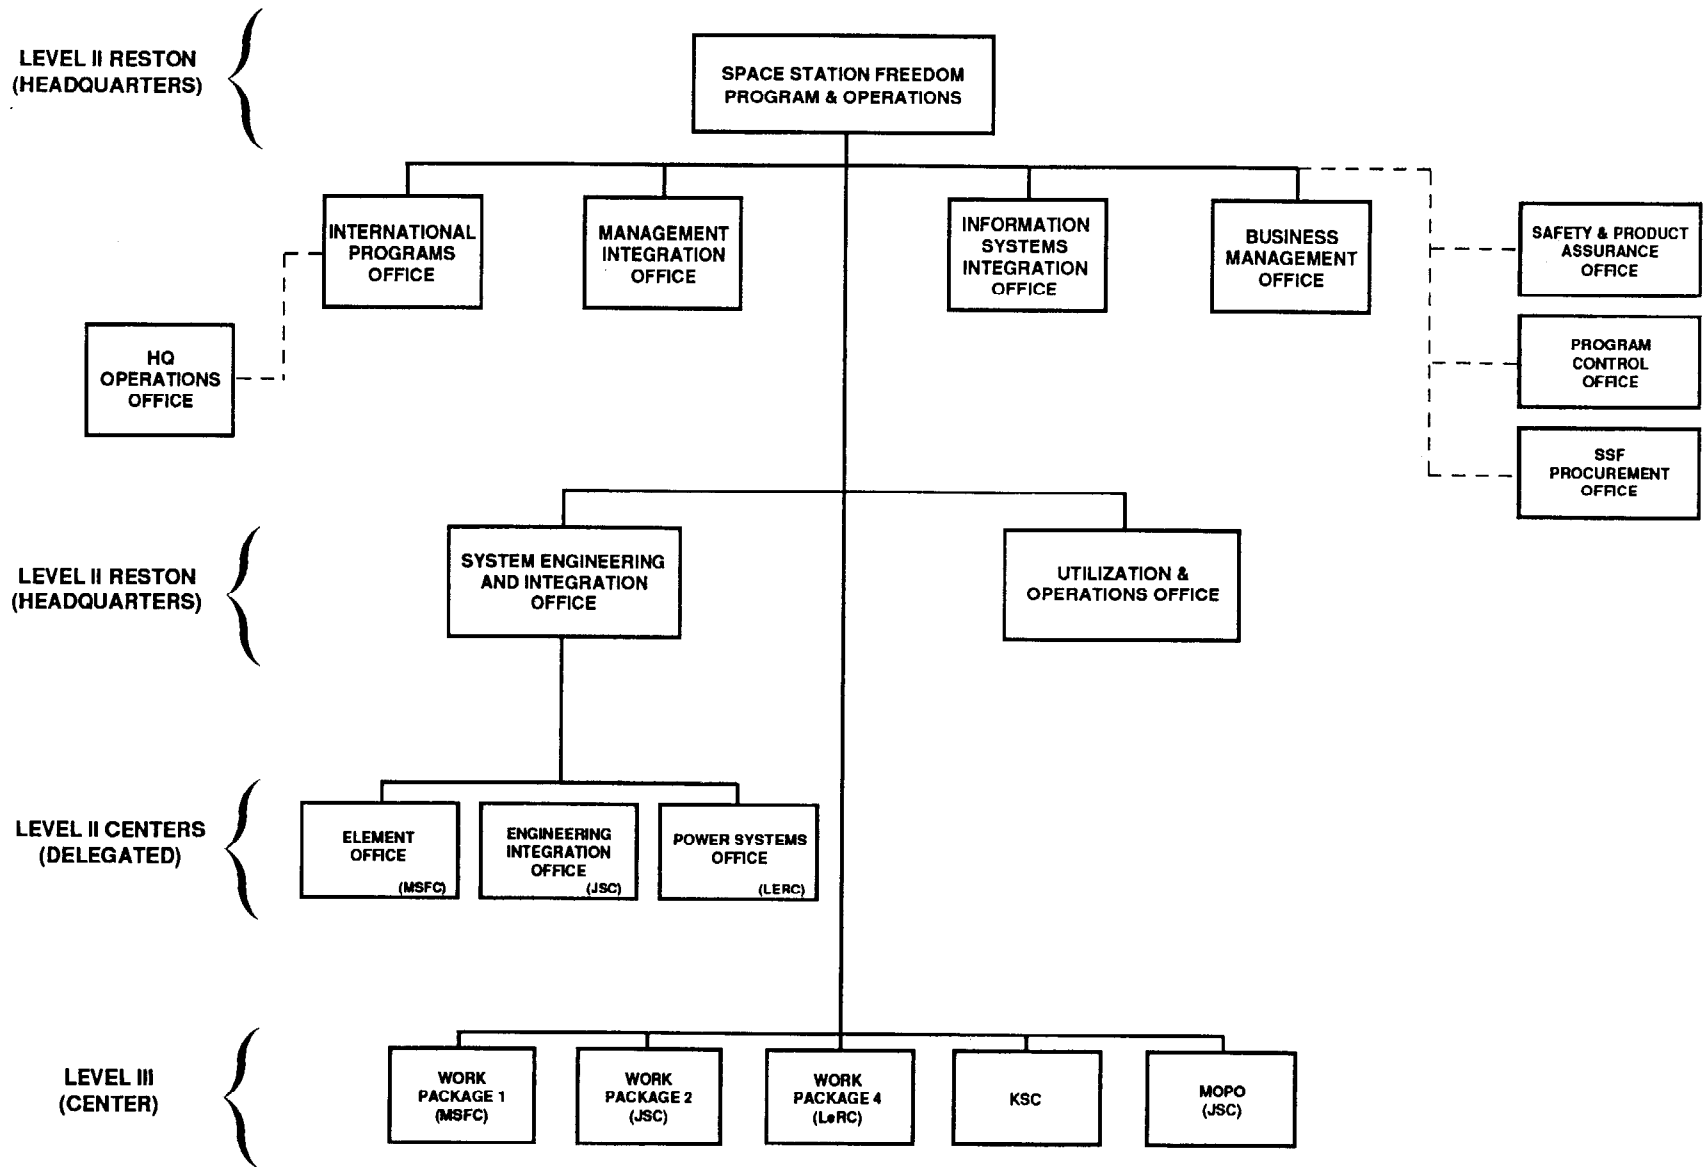 LEVEL II RESTON
(HEADQUARTERS)
SPACE STATION FREEDOM
PROGRAM & OPERATIONS
INTERNATIONAL
PROGRAMS
OFFICE
MANAGEMENT
INTEGRATION
OFFICE
INFORMATION
SYSTEMS
INTEGRATION
OFFICE
BUSINESS
MANAGEMENT
OFFICE
SAFETY & PRODUCT
ASSURANCE
OFFICE
HQ
OPERATIONS
OFFICE
PROGRAM
CONTROL
OFFICE
SSF
PROCUREMENT
OFFICE
LEVEL II RESTON
(HEADQUARTERS)
SYSTEM ENGINEERING
AND INTEGRATION
OFFICE
UTILIZATION &
OPERATIONS OFFICE
LEVEL II CENTERS
(DELEGATED)
ELEMENT
OFFICE
(MSFC)
ENGINEERING
INTEGRATION
OFFICE
(JSC)
POWER SYSTEMS
OFFICE
(LERC)
LEVEL III
(CENTER)
WORK
PACKAGE 1
(MSFC)
WORK
PACKAGE 2
(JSC)
WORK
PACKAGE 4
(LeRC)
KSC
MOPO
(JSC)